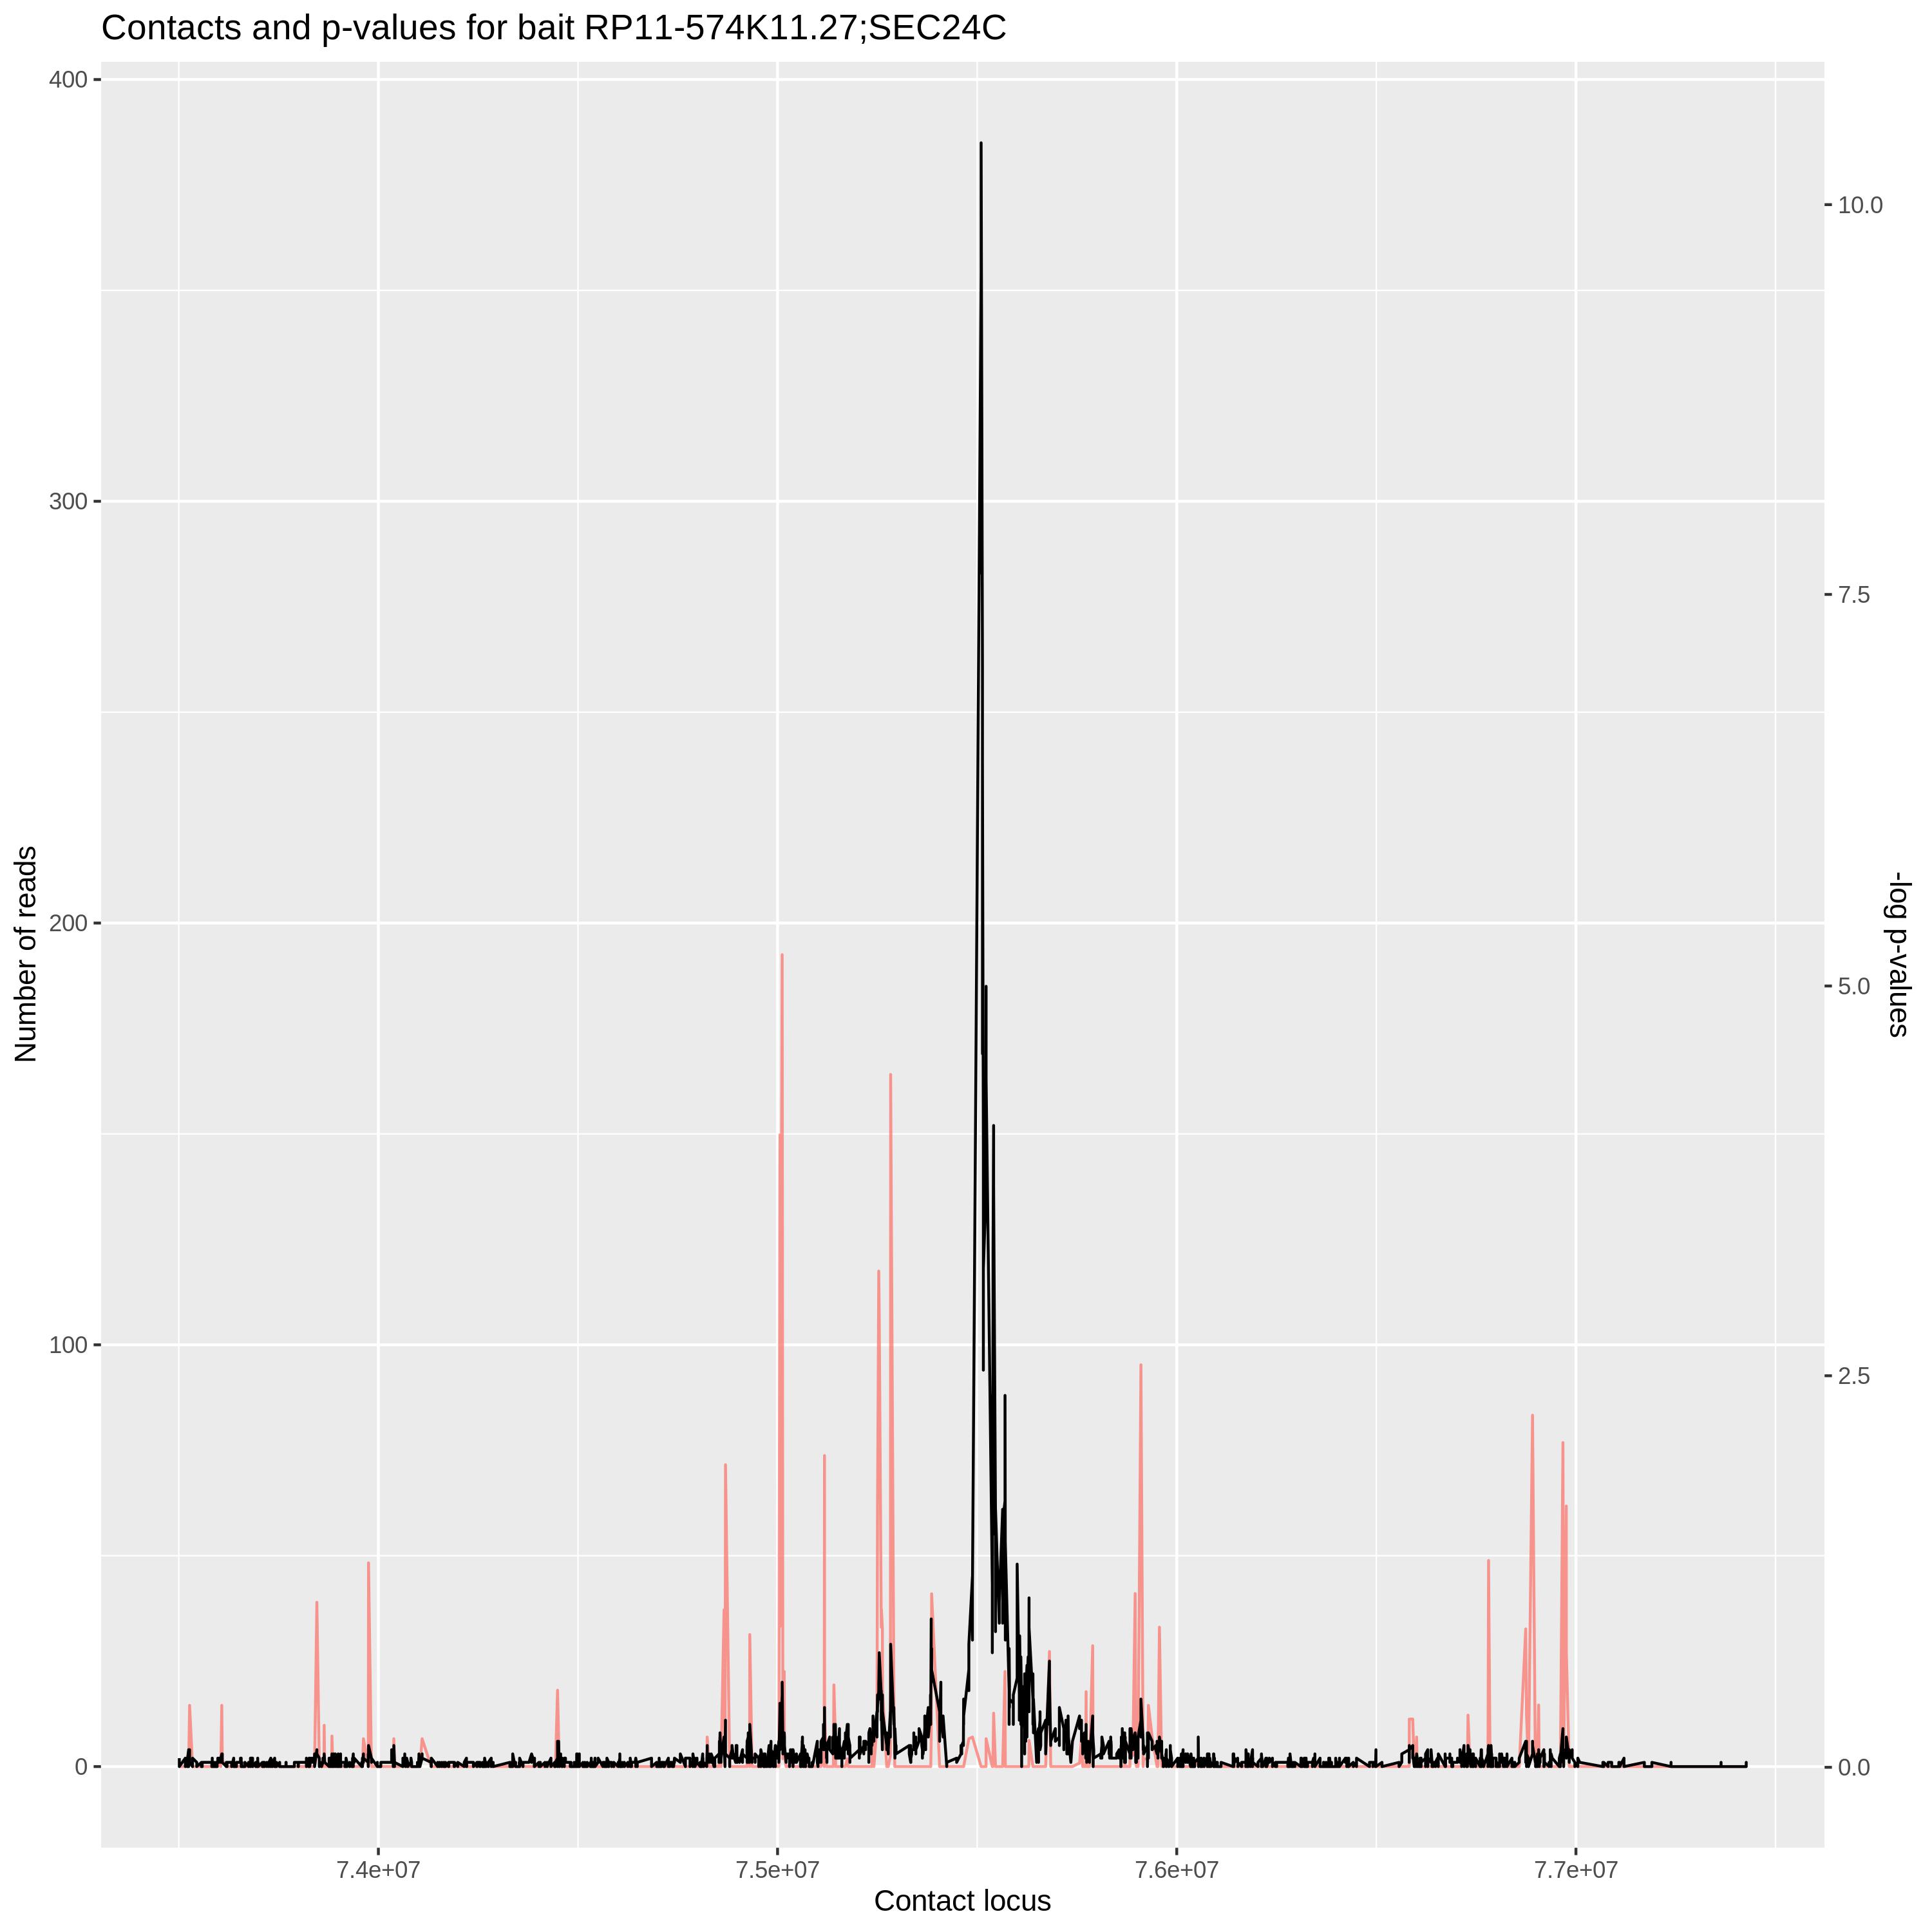 Contacts and p-values for bait RP11-574K11.27;SEC24C
400
300
200
100
0
Number of reads
10.0
7.5
5.0
2.5
0.0
-log p-values
7.4e+07 7.5e+07 7.6e+07 7.7e+07
Contact locus